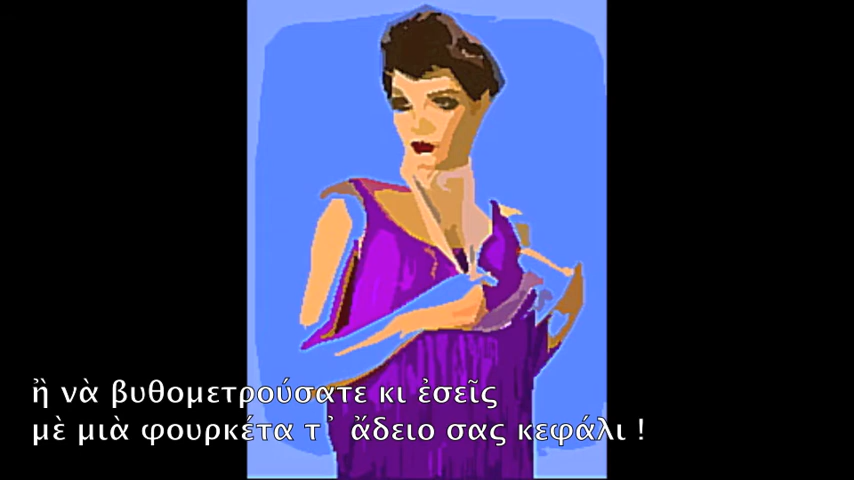 ἢ νὰ βυθομετρούσατε κι ἐσεῖς
μὲ μιὰ φουρκέτα τ᾿ ἄδειο σας κεφάλι !